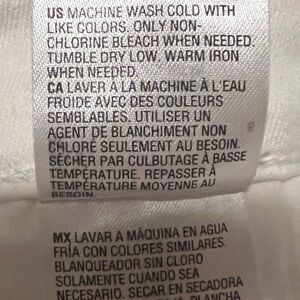 US MACHINE WASH COLD WITH
LIKE COLORS, ONLY NON-
CHLORINE BLEACH WHEN NEEDED
TUMBLE DRY LOW, WARM IRON
WHEN NEEDED.
CA LAVER À LA MACHINE À L'EAU
FROIDE AVEC DES COULEURS
SEMBLABLES, UTILISER UN
AGENT DE BLANCHIMENT NON
CHLORÉ SEULEMENT AU BESOIN.
SÉCHER PAR CULBUTAGE À BASSE
TEMPÉRATURE. REPASSER À
TEMPÉRATURE MOYENNE AU
BESOIN.
MX LAVAR A MÁQUINA EN AGUA
FRÍA CON COLORES SIMILARES.
BLANQUEADOR SIN CLORO
SOLAMENTE CUANDO SEA
NECESARIO. SECAR EN SECADORA
PLANCHA